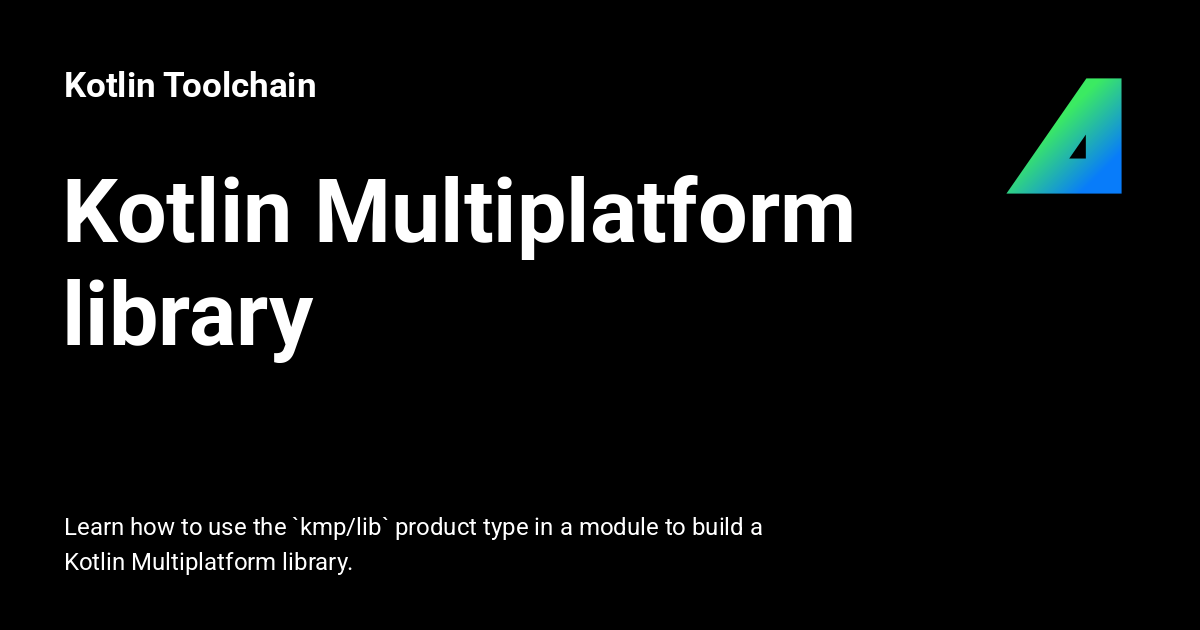 Kotlin Toolchain
Kotlin Multiplatform
library
Learn how to use the `kmp/lib` product type in a module to build a
Kotlin Multiplatform library.